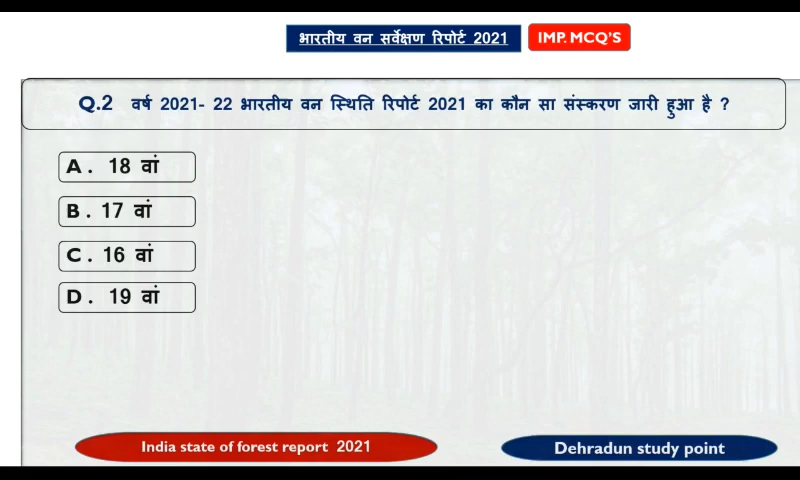 भारतीय वन सर्वेक्षण रिपोर्ट 2021 IMP. MCQ'S
Q.2 वर्ष 2021- 22 भारतीय वन स्थिति रिपोर्ट 2021 का कौन सा संस्करण जारी हुआ है ?
A . 18 वां
B . 17 वां
C . 16 वां
D . 19 वां
India state of forest report 2021 Dehradun study point